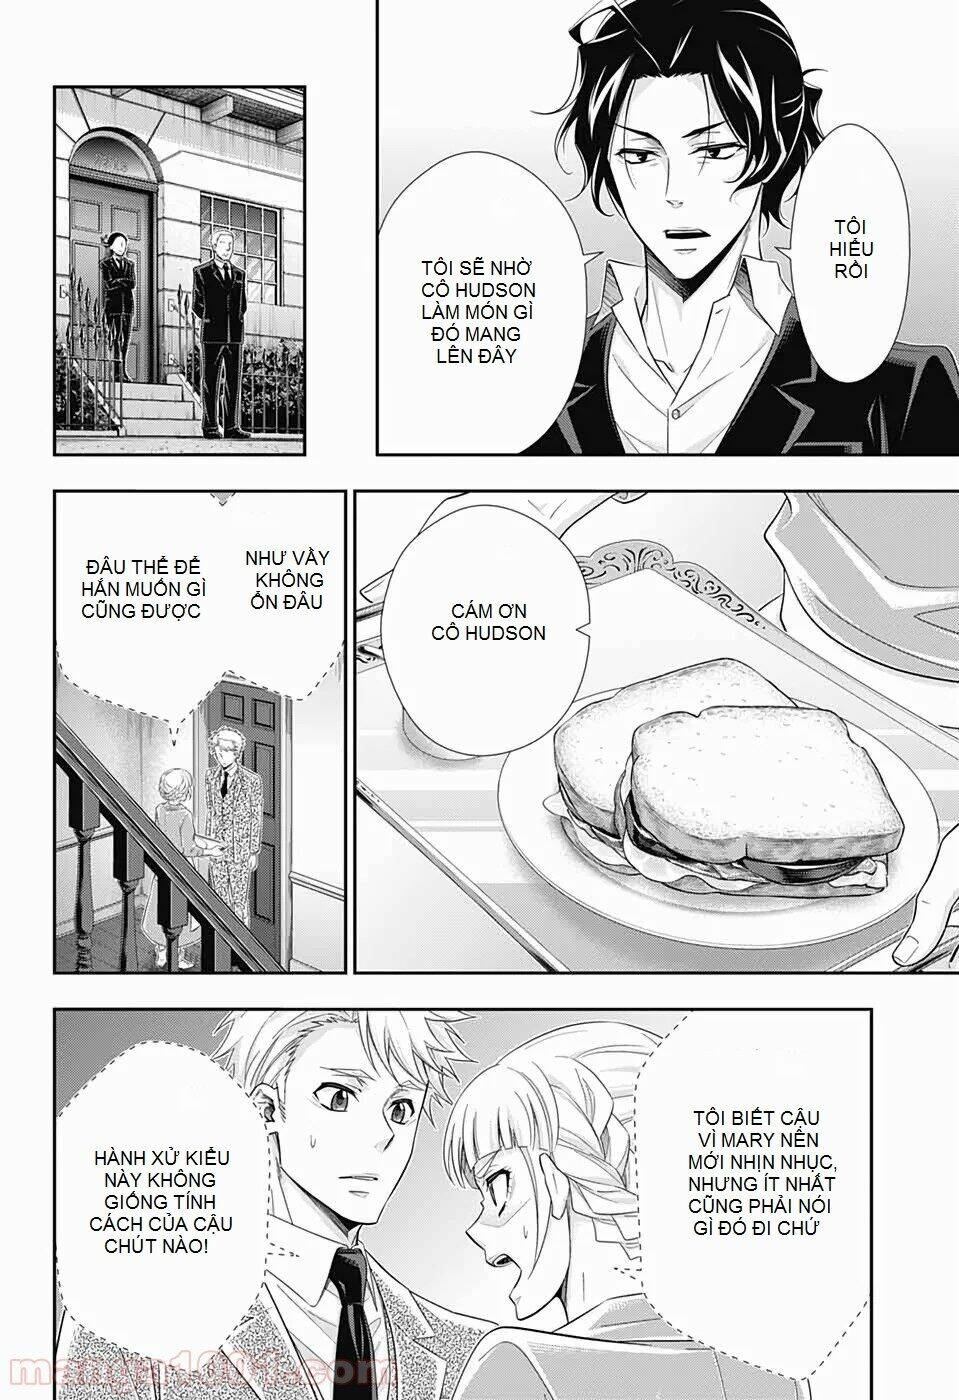 TÔI
HIỂU
RỒI
TÔI SẼ NHỜ
CÔ HUDSON
LÀM MÓN GÌ
ĐÓ MANG
LÊN ĐÂY
CÁM ƠN
CÔ HUDSON
NHƯ VẦY
KHÔNG
ỔN ĐÂU
ĐÂU THỂ ĐỂ
HẮN MUỐN GÌ
CŨNG ĐƯỢC
TÔI BIẾT CẬU
VÌ MARY NÊN
MỚI NHỊN NHỤC,
NHƯNG ÍT NHẤT
CŨNG PHẢI NÓI
GÌ ĐÓ ĐI CHỨ
HÀNH XỬ KIỂU
NÀY KHÔNG
GIỐNG TÍNH
CÁCH CỦA CẬU
CHÚT NÀO!
manga1001.com